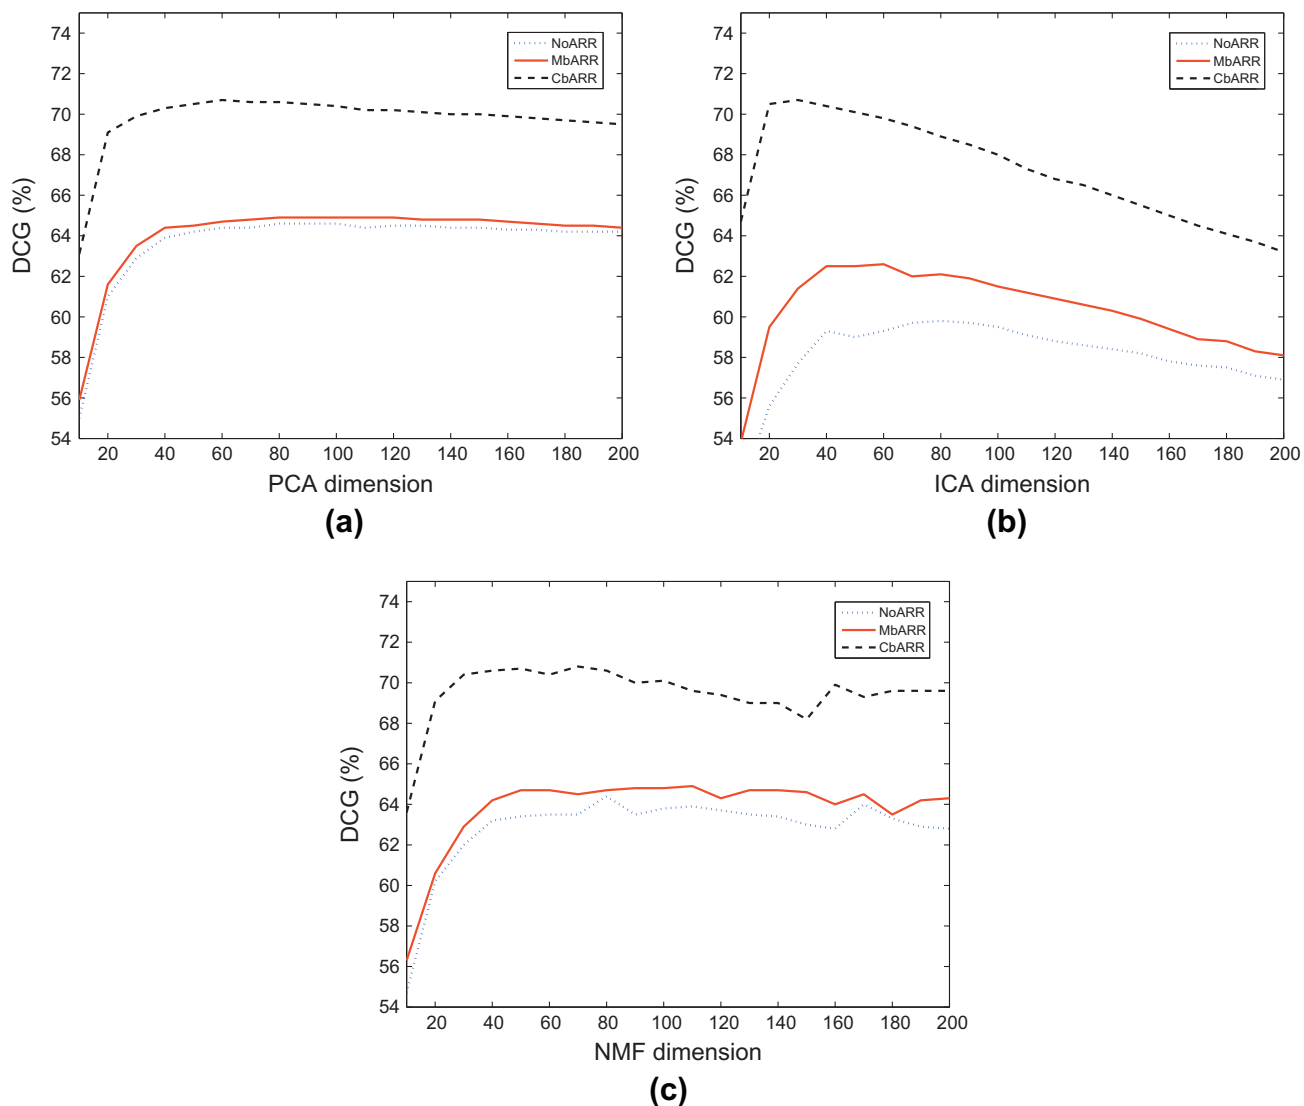 (a)
74
72
70
68
66
64
62
60
58
56
54
DCG (%)
NoARR
MbARR
CbARR
20 40 60 80 100 120 140 160 180 200
PCA dimension
(b)
74
72
70
68
66
64
62
60
58
56
54
DCG (%)
NoARR
MbARR
CbARR
20 40 60 80 100 120 140 160 180 200
ICA dimension
74
72
70
68
66
64
62
60
58
56
54
DCG (%)
NoARR
MbARR
CbARR
20 40 60 80 100 120 140 160 180 200
NMF dimension
(c)